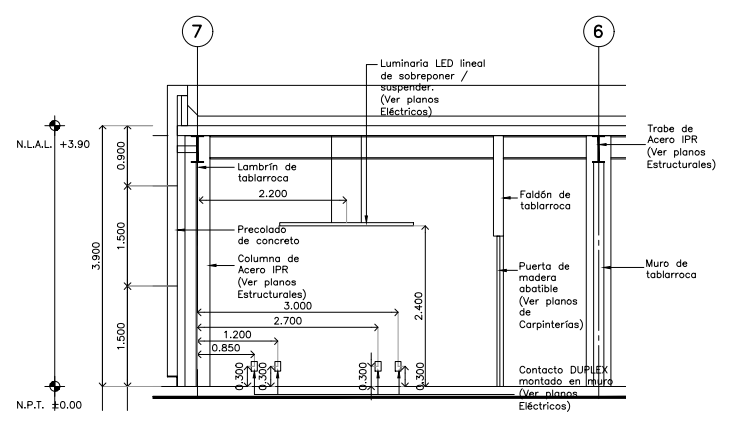 7
6
Luminaria LED lineal
de sobreponer /
suspender.
(Ver planos
Eléctricos)
Trabe de
Acero IPR
(Ver planos
Estructurales)
N.L.A.L. +3.90
0.900
Lambrín de
tablarroca
2.200
Faldón de
tablarroca
Precolado
de concreto
3.900
1.500
Columna de
Acero IPR
(Ver planos
Estructurales)
Puerta de
madera
abatible
(Ver planos
de
Carpinterías)
Muro de
tablarroca
2.400
3.000
2.700
1.200
0.850
1.500
0.300
0.300
0.300
0.300
Contacto DUPLEX
montado en muro
(Ver planos
Eléctricos)
N.P.T. ±0.00